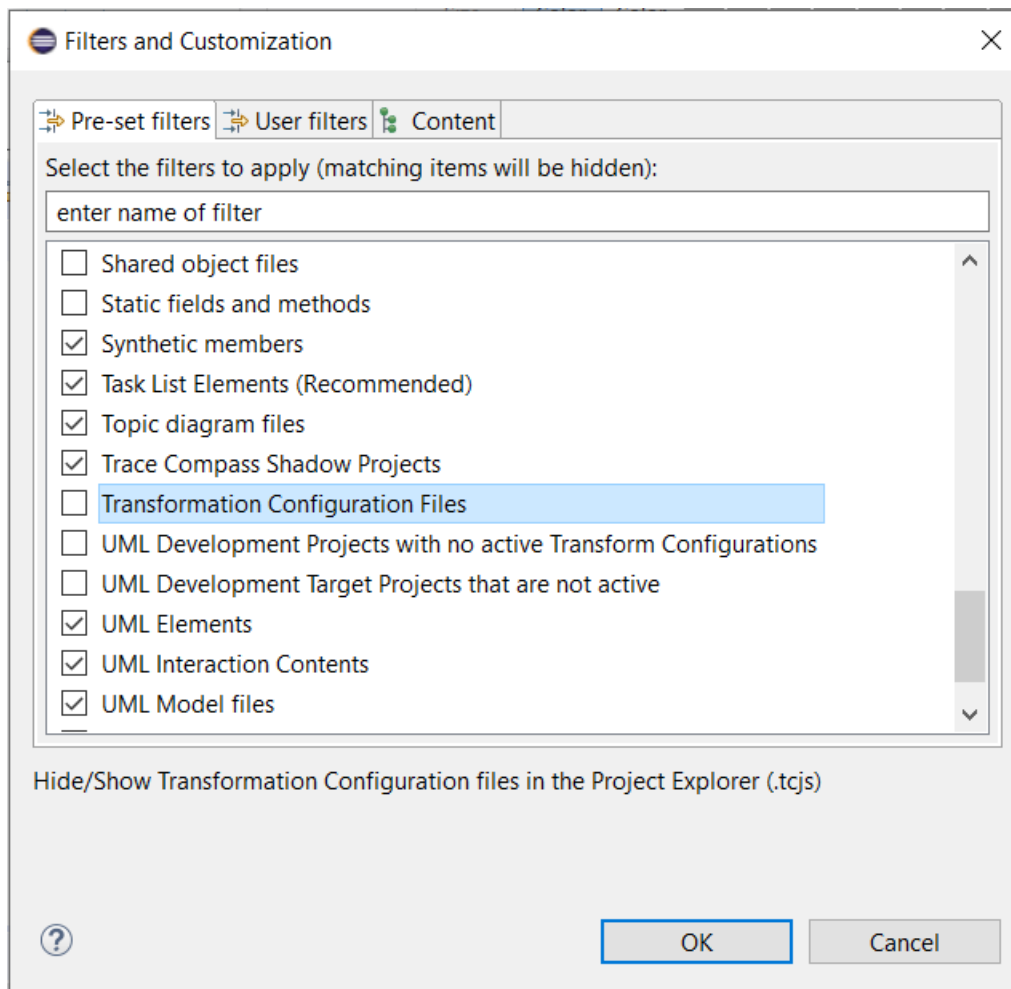 Filters and Customization
Pre-set filters User filters Content
Select the filters to apply (matching items will be hidden):
enter name of filter
Shared object files
Static fields and methods
Synthetic members
Task List Elements (Recommended)
Topic diagram files
Trace Compass Shadow Projects
Transformation Configuration Files
UML Development Projects with no active Transform Configurations
UML Development Target Projects that are not active
UML Elements
UML Interaction Contents
UML Model files
Hide/Show Transformation Configuration files in the Project Explorer (.tcjs)
? OK Cancel